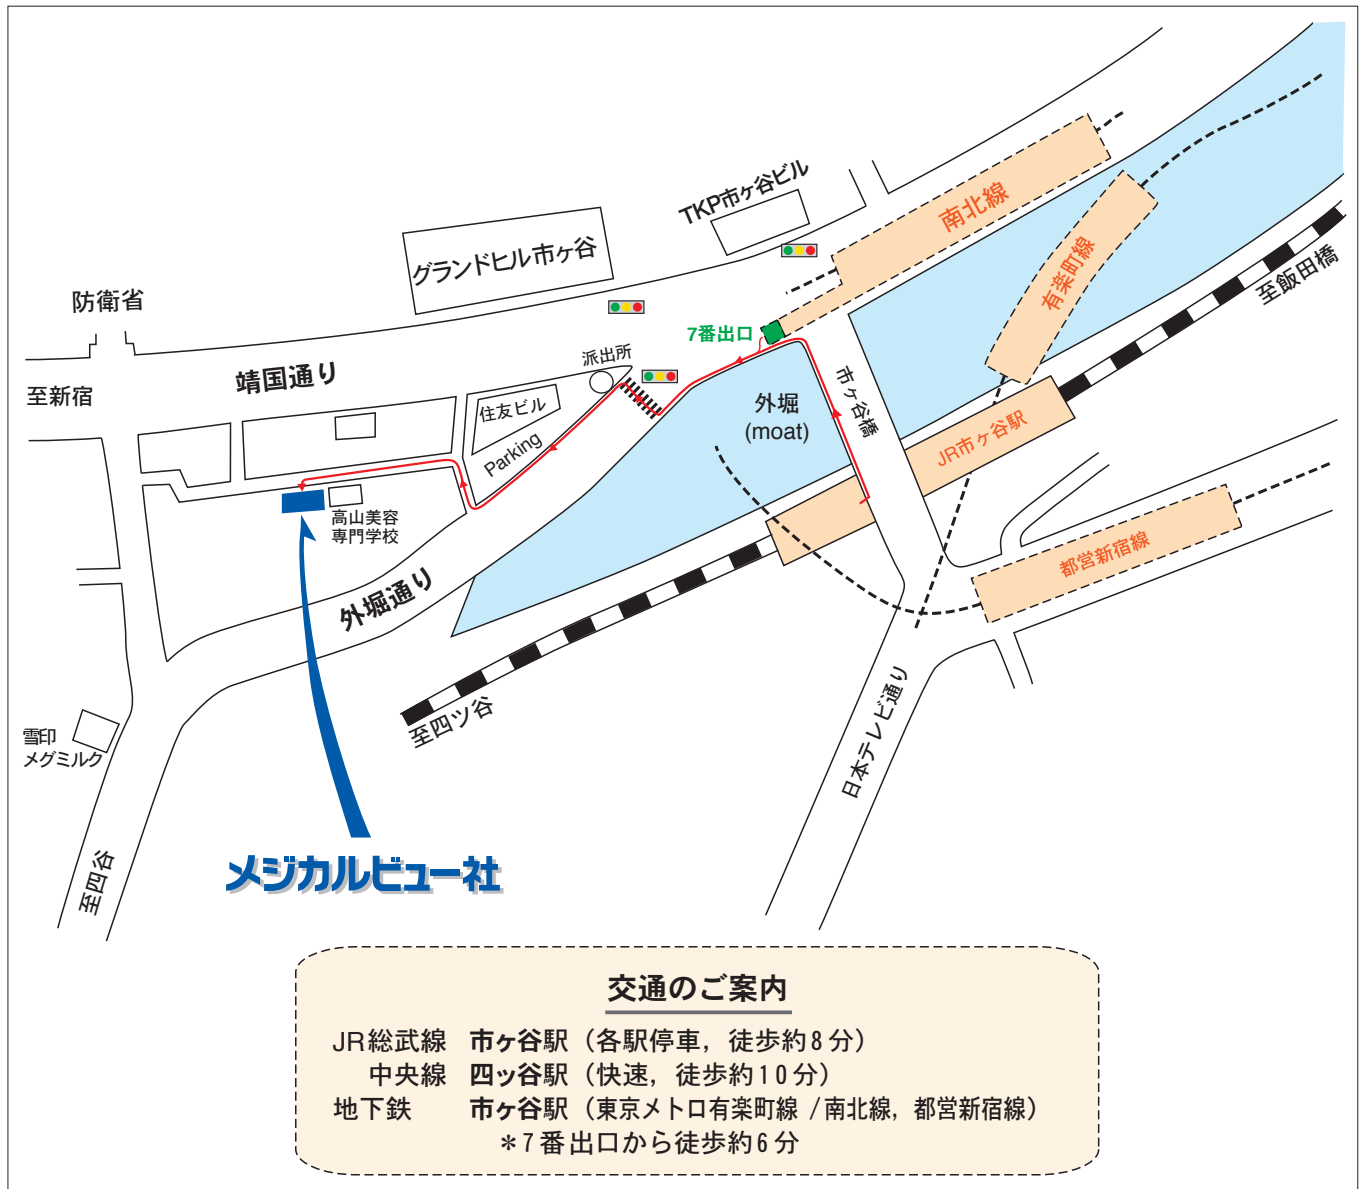 TKP市ヶ谷ビル
南北線
グランドヒル市ヶ谷
有楽町線
至飯田橋
防衛省
7番出口
派出所
靖国通り
至新宿
市ヶ谷橋
住友ビル
外堀
(moat)
JR市ヶ谷駅
Parking
高山美容
専門学校
都営新宿線
外堀通り
至四ツ谷
日本テレビ通り
雪印
メグミルク
メジカルビュー社
至四谷
交通のご案内
JR総武線 市ヶ谷駅（各駅停車，徒歩約8分）
中央線 四ッ谷駅（快速，徒歩約10分）
地下鉄 市ヶ谷駅（東京メトロ有楽町線 /南北線，都営新宿線）
＊7番出口から徒歩約6分